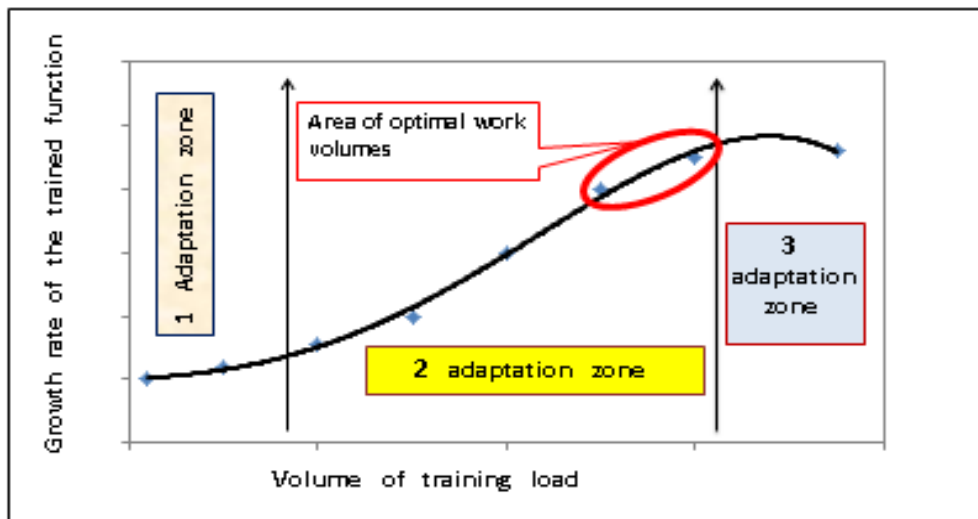 Growth rate of the trained function
1 Adaptation zone
Area of optimal work
volumes
2 adaptation zone
3
adaptation
zone
Volume of training load